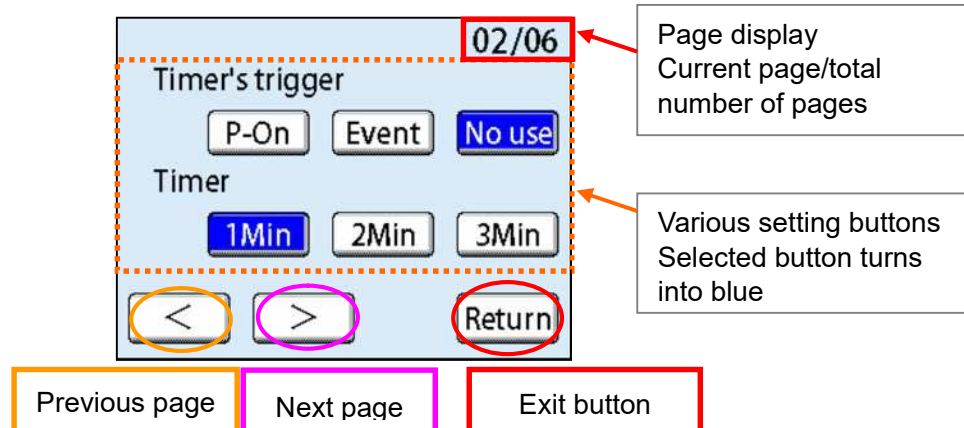 02/06
Page display
Current page/total
number of pages
Timer's trigger
P-On Event No use
Timer
1Min 2Min 3Min
Various setting buttons
Selected button turns
into blue
< > Return
Previous page Next page Exit button